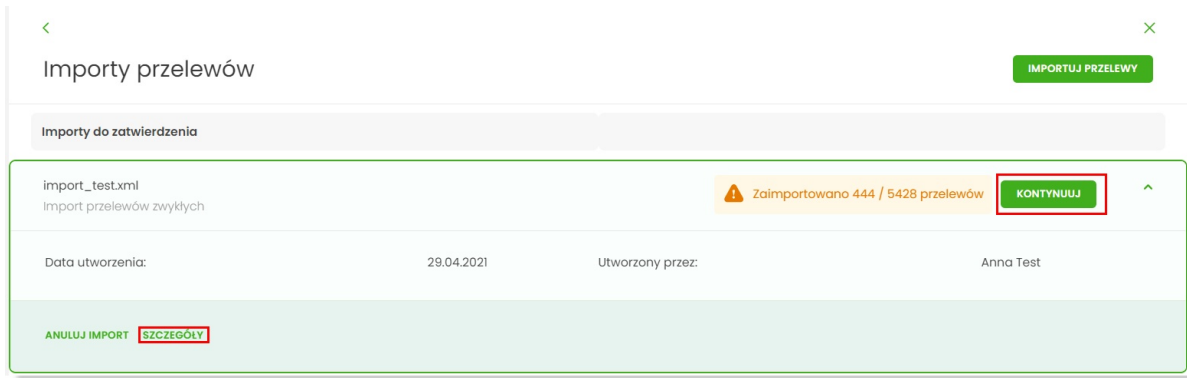 Importy przelewów
IMPORTUJ PRZELEWY
Importy do zatwierdzenia
import_test.xml
Import przelewów zwykłych
Zaimportowano 444 / 5428 przelewów
KONTYNUUJ
Data utworzenia: 29.04.2021 Utworzony przez: Anna Test
ANULUJ IMPORT SZCZEGÓŁY